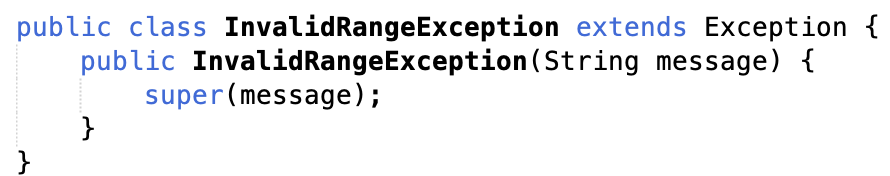 public class InvalidRangeException extends Exception {
    public InvalidRangeException(String message) {
        super(message);
    }
}